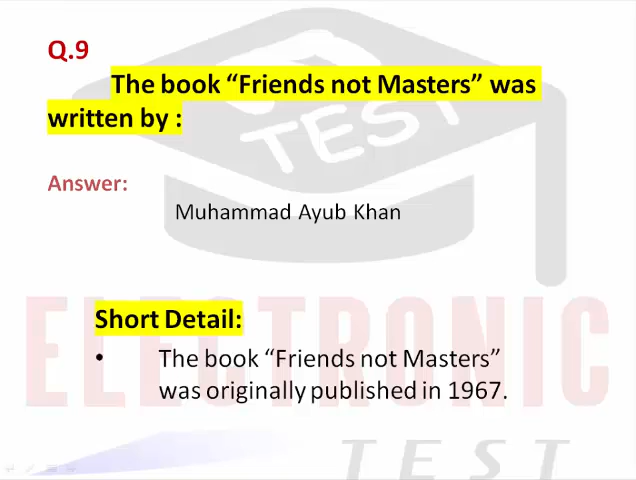 Q.9
The book “Friends not Masters” was
written by :
TEST
Answer:
Muhammad Ayub Khan
ELECTRONIC
Short Detail:
• The book “Friends not Masters”
was originally published in 1967.
TEST